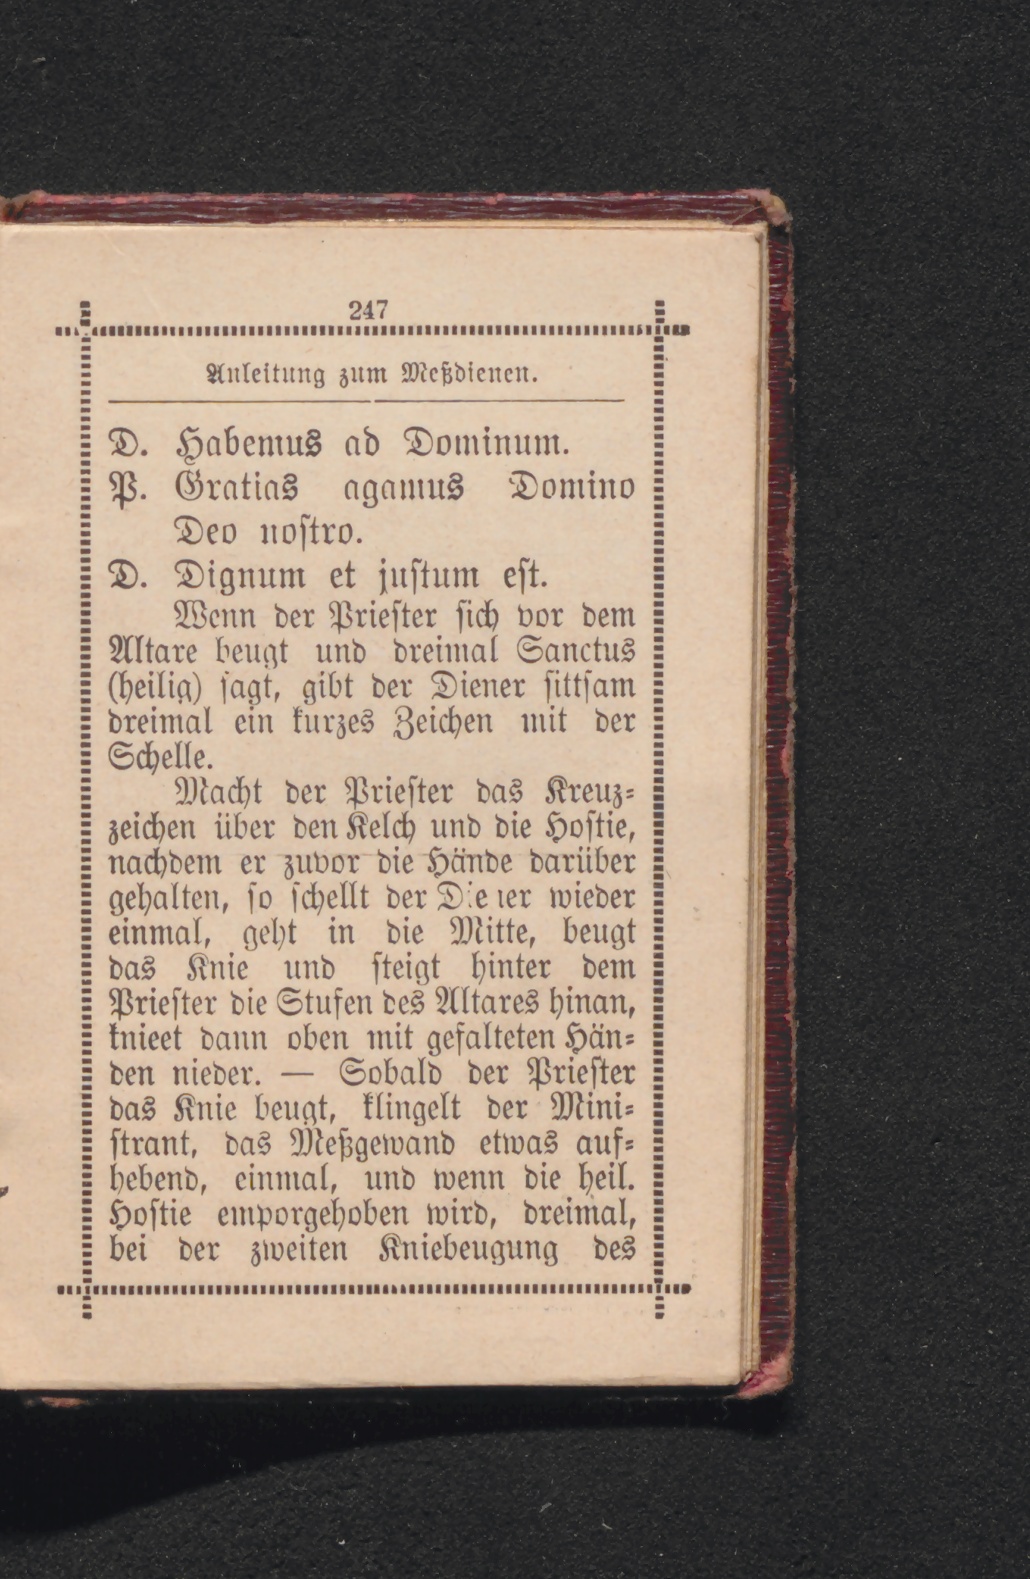 247
Anleitung zum Meßdienen.
D. Habemus ad Dominum.
P. Gratias agamus Domino
Deo nostro.
D. Dignum et justum est.
Wenn der Priester sich vor dem
Altare beugt und dreimal Sanctus
(heilig) sagt, gibt der Diener sittsam
dreimal ein kurzes Zeichen mit der
Schelle.
Macht der Priester das Kreuz-
zeichen über den Kelch und die Hostie,
nachdem er zuvor die Hände darüber
gehalten, so schellt der Diener wieder
einmal, geht in die Mitte, beugt
das Knie und steigt hinter dem
Priester die Stufen des Altares hinan,
knieet dann oben mit gefalteten Hän-
den nieder. — Sobald der Priester
das Knie beugt, klingelt der Mini-
strant, das Meßgewand etwas auf-
hebend, einmal, und wenn die heil.
Hostie emporgehoben wird, dreimal,
bei der zweiten Kniebeugung des